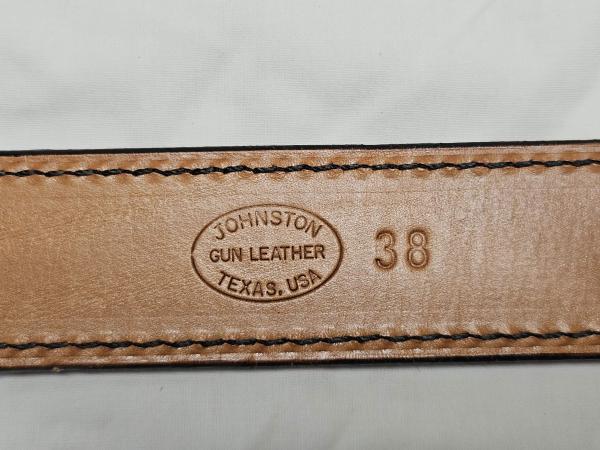 JOHNSTON
GUN LEATHER
TEXAS, USA
38